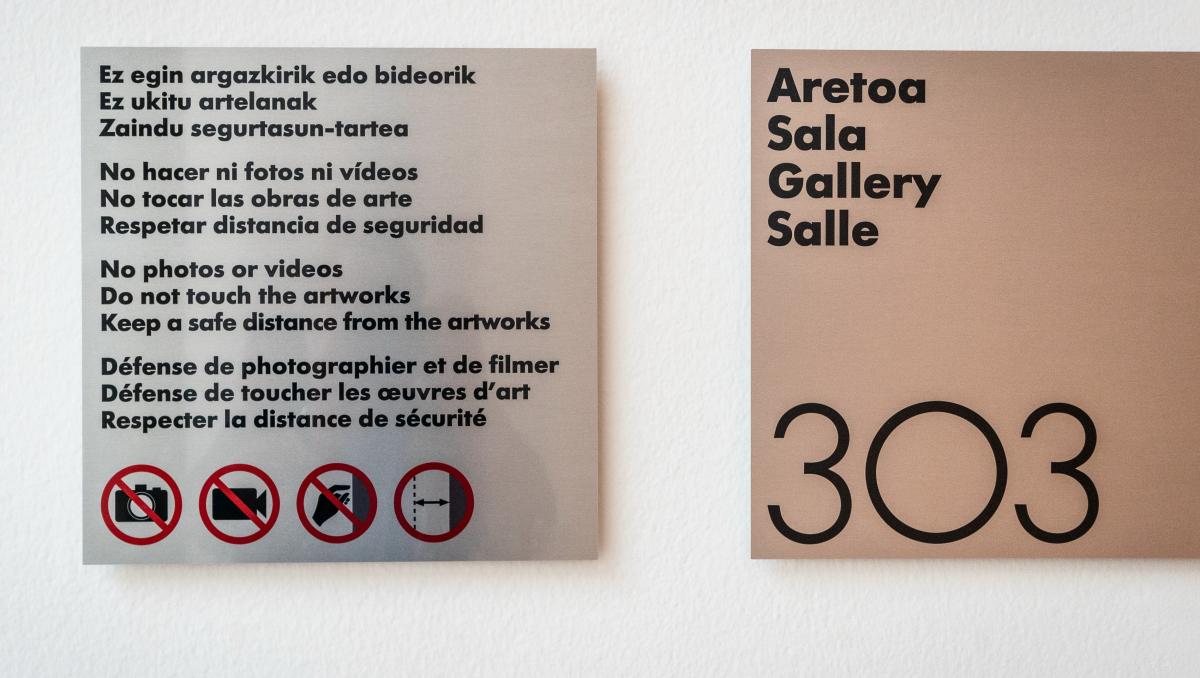 Ez egin argazkirik edo bideorik
Ez ukitu artelanak
Zaindu segurtasun-tartea
No hacer ni fotos ni vídeos
No tocar las obras de arte
Respetar distancia de seguridad
No photos or videos
Do not touch the artworks
Keep a safe distance from the artworks
Défense de photographier et de filmer
Défense de toucher les œuvres d’art
Respecter la distance de sécurité
Aretoa
Sala
Gallery
Salle
303